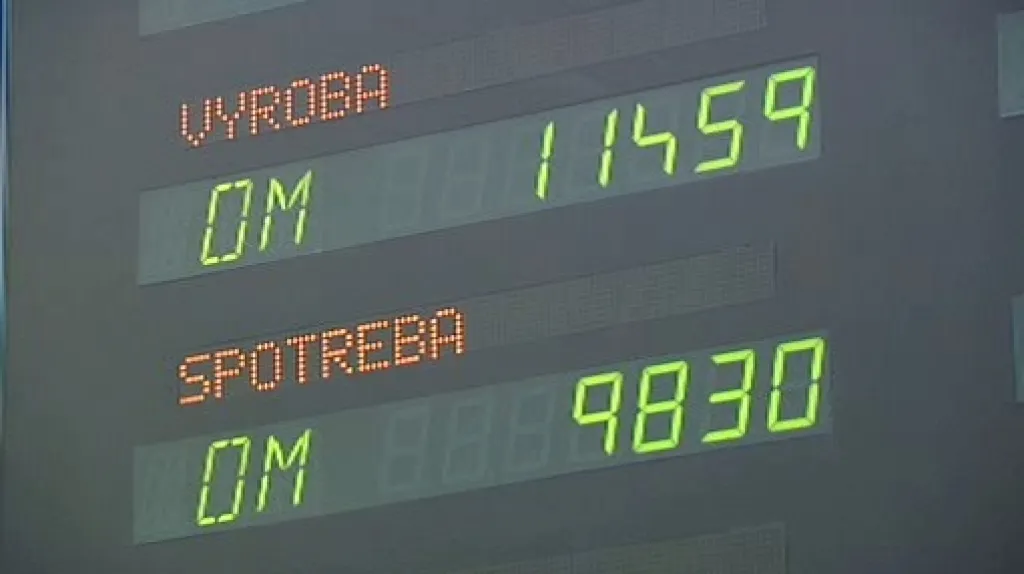 VYROBA
OM 11459
SPOTREBA
OM 9830